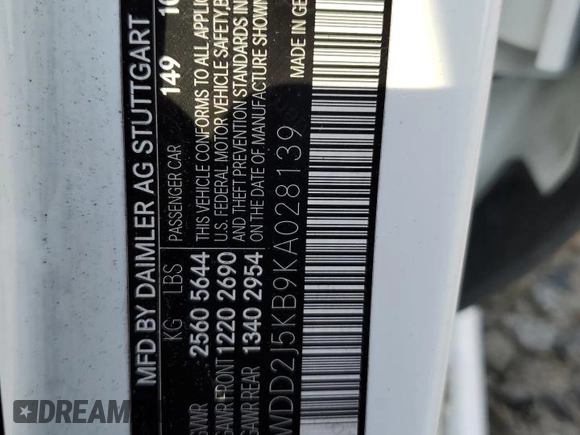 MFD BY DAIMLER AG STUTTGART
149
KG LBS PASSENGER CAR
GVWR 2560 5644 THIS VEHICLE CONFORMS TO ALL
GAWR FRONT 1220 2690 U.S. FEDERAL MOTOR VEHICLE SAFETY,
GAWR REAR 1340 2954 AND THEFT PREVENTION STANDARDS IN
ON THE DATE OF MANUFACTURE SHOWN
MADE IN GE
WDD2J5KB9KA028139
DREAM